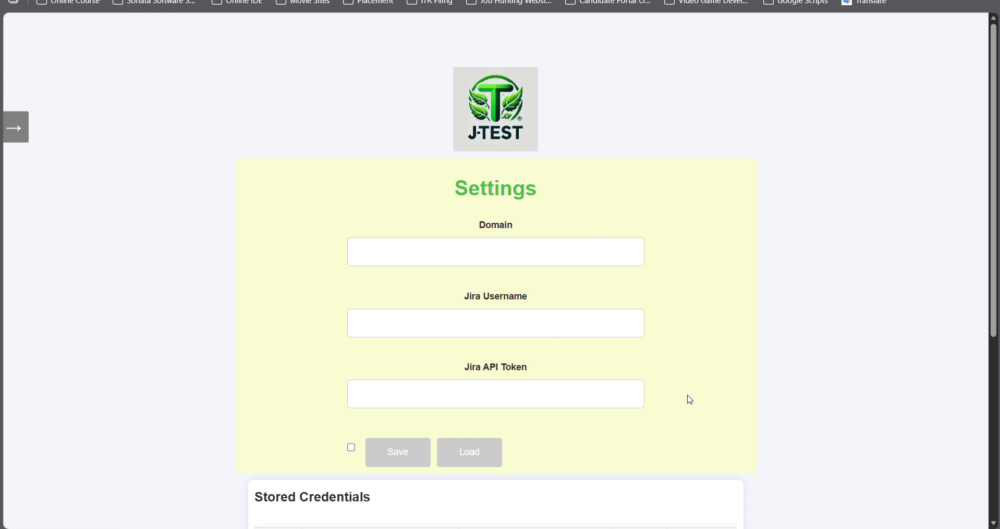 Online Course Sonata Software S... Online IDE Movie Sites Placement ITR Filing Job Hunting Websi... Candidate Portal O... Video Game Devel... Google Scripts Translate
→
T
®
J-TEST
Settings
Domain
Jira Username
Jira API Token
Save Load
Stored Credentials